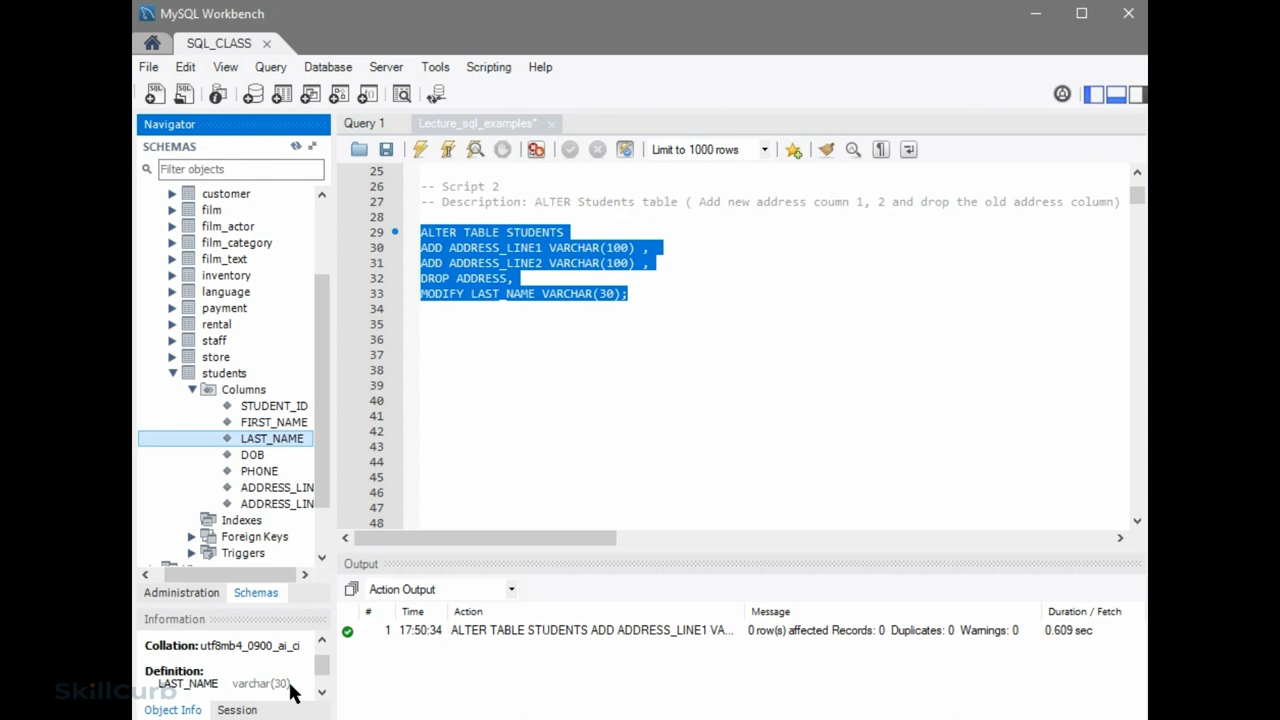 MySQL Workbench
SQL_CLASS
File Edit View Query Database Server Tools Scripting Help
Navigator
SCHEMAS
Filter objects
customer
film
film_actor
film_category
film_text
inventory
language
payment
rental
staff
store
students
Columns
STUDENT_ID
FIRST_NAME
LAST_NAME
DOB
PHONE
ADDRESS_LIN
ADDRESS_LIN
Indexes
Foreign Keys
Triggers
Administration Schemas
Information
Collation: utf8mb4_0900_ai_ci
Definition:
LAST_NAME varchar(30)
SkillCurb
Object Info Session
Query 1 Lecture_sql_examples*
Limit to 1000 rows
25
26 -- Script 2
27 -- Description: ALTER Students table ( Add new address coumn 1, 2 and drop the old address column)
28
29 ALTER TABLE STUDENTS
30 ADD ADDRESS_LINE1 VARCHAR(100) ,
31 ADD ADDRESS_LINE2 VARCHAR(100) ,
32 DROP ADDRESS,
33 MODIFY LAST_NAME VARCHAR(30);
34
35
36
37
38
39
40
41
42
43
44
45
46
47
48
Output
Action Output
# Time Action Message Duration / Fetch
1 17:50:34 ALTER TABLE STUDENTS ADD ADDRESS_LINE1 VA... 0 row(s) affected Records: 0 Duplicates: 0 Warnings: 0 0.609 sec